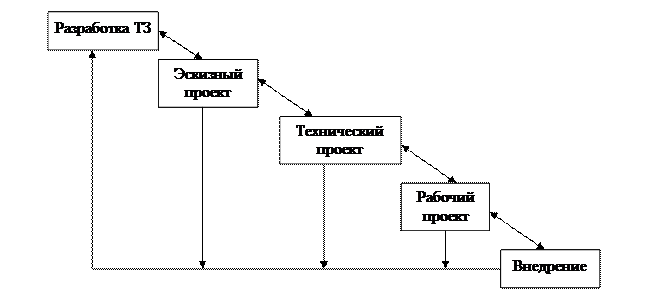 Разработка ТЗ
Эскизный
проект
Технический
проект
Рабочий
проект
Внедрение